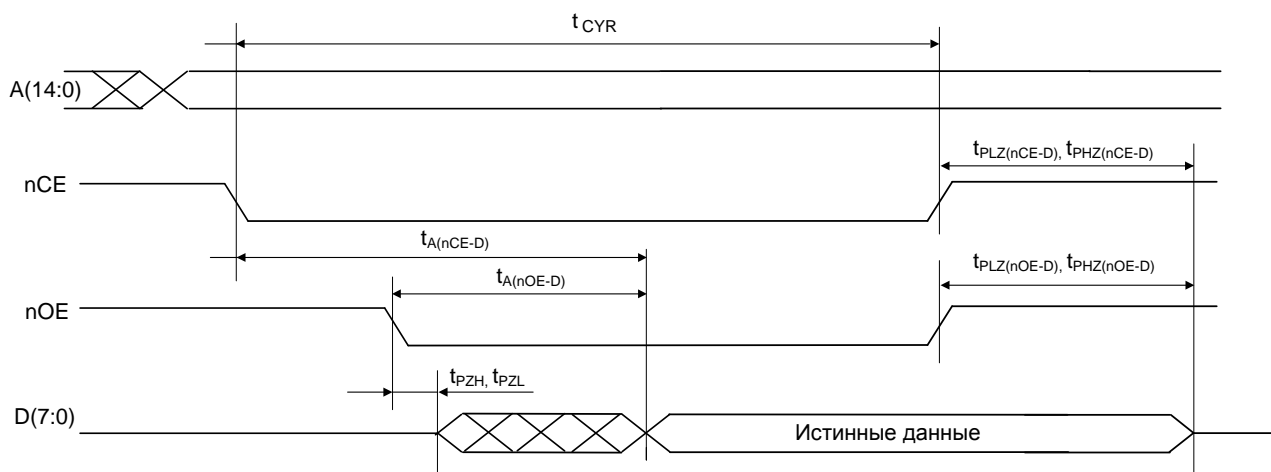 t CYR
A(14:0)
tPLZ(nCE-D), tPHZ(nCE-D)
nCE
tA(nCE-D)
tPLZ(nOE-D), tPHZ(nOE-D)
tA(nOE-D)
nOE
tPZH, tPZL
D(7:0)
Истинные данные